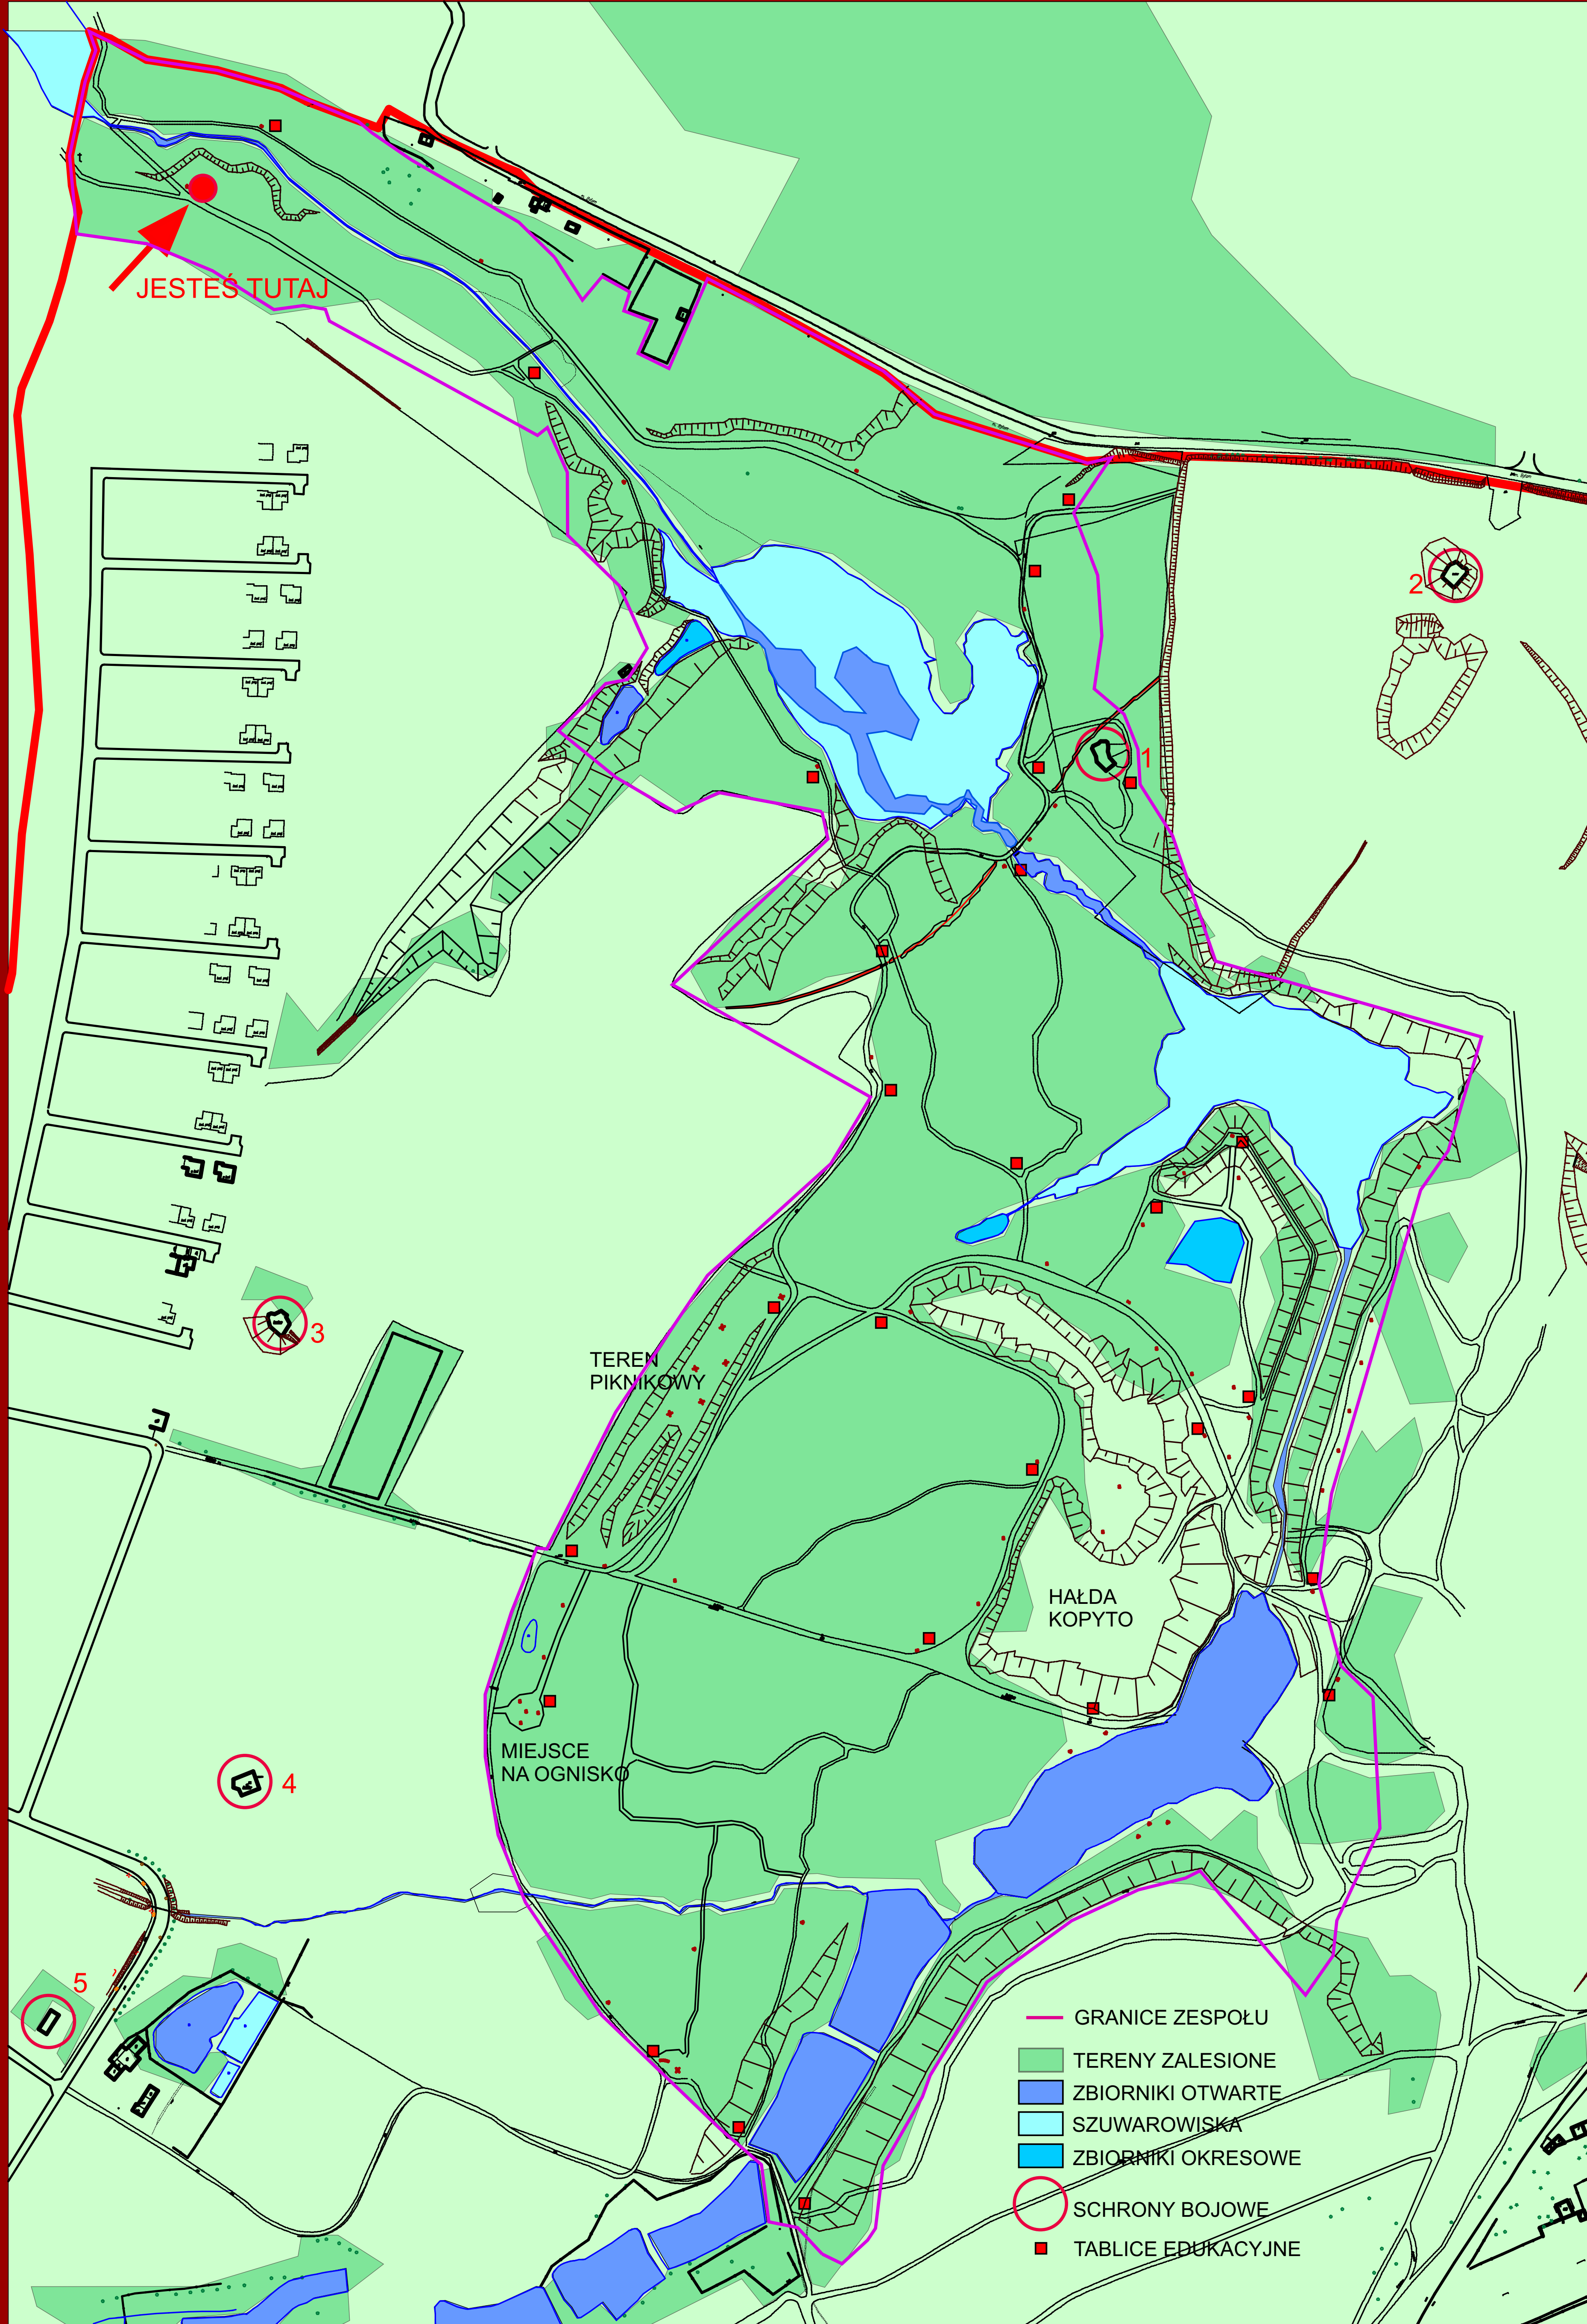 JESTEŚ TUTAJ
2
1
3
TEREN
PIKNIKOWY
HAŁDA
KOPYTO
MIEJSCE
NA OGNISKO
4
5
GRANICE ZESPOŁU
TERENY ZALESIONE
ZBIORNIKI OTWARTE
SZUWAROWISKA
ZBIORNIKI OKRESOWE
SCHRONY BOJOWE
TABLICE EDUKACYJNE